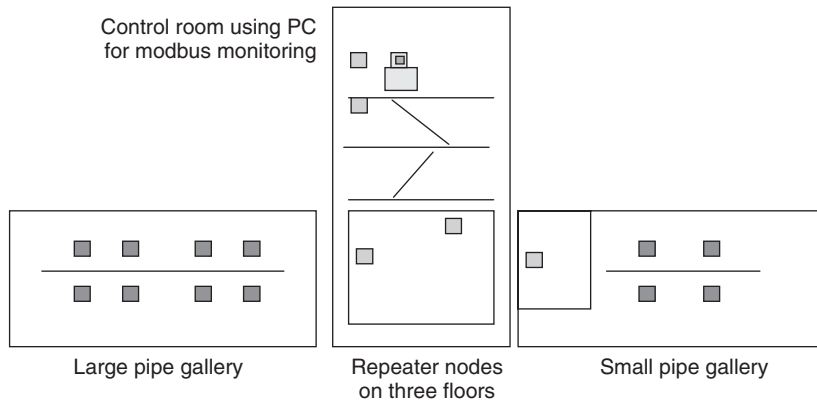 Control room using PC
for modbus monitoring
Large pipe gallery
Repeater nodes
on three floors
Small pipe gallery